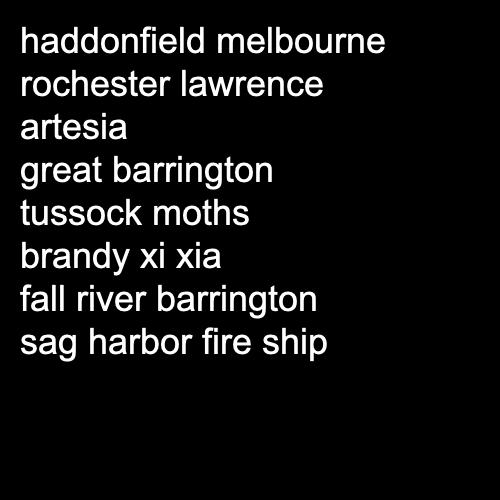 haddonfield melbourne
rochester lawrence
artesia
great barrington
tussock moths
brandy xi xia
fall river barrington
sag harbor fire ship